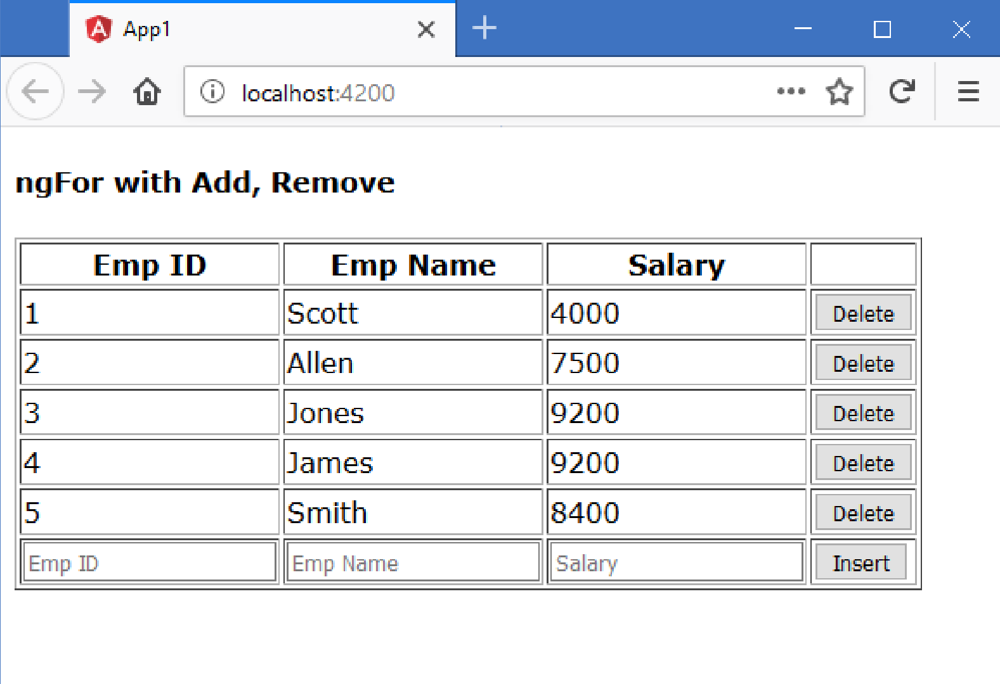 App1
localhost:4200
ngFor with Add, Remove
Emp ID Emp Name Salary
1 Scott 4000 Delete
2 Allen 7500 Delete
3 Jones 9200 Delete
4 James 9200 Delete
5 Smith 8400 Delete
Emp ID Emp Name Salary Insert